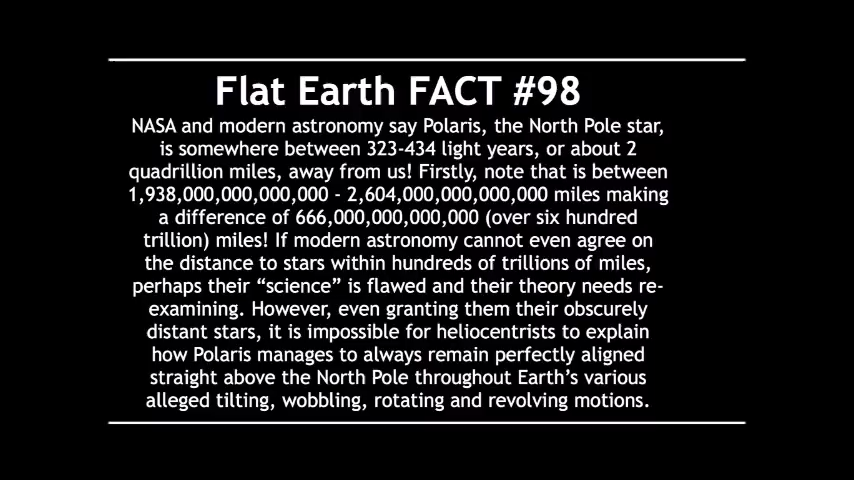 Flat Earth FACT #98
NASA and modern astronomy say Polaris, the North Pole star,
is somewhere between 323-434 light years, or about 2
quadrillion miles, away from us! Firstly, note that is between
1,938,000,000,000,000 - 2,604,000,000,000,000 miles making
a difference of 666,000,000,000,000 (over six hundred
trillion) miles! If modern astronomy cannot even agree on
the distance to stars within hundreds of trillions of miles,
perhaps their “science” is flawed and their theory needs re-
examining. However, even granting them their obscurely
distant stars, it is impossible for heliocentrists to explain
how Polaris manages to always remain perfectly aligned
straight above the North Pole throughout Earth’s various
alleged tilting, wobbling, rotating and revolving motions.